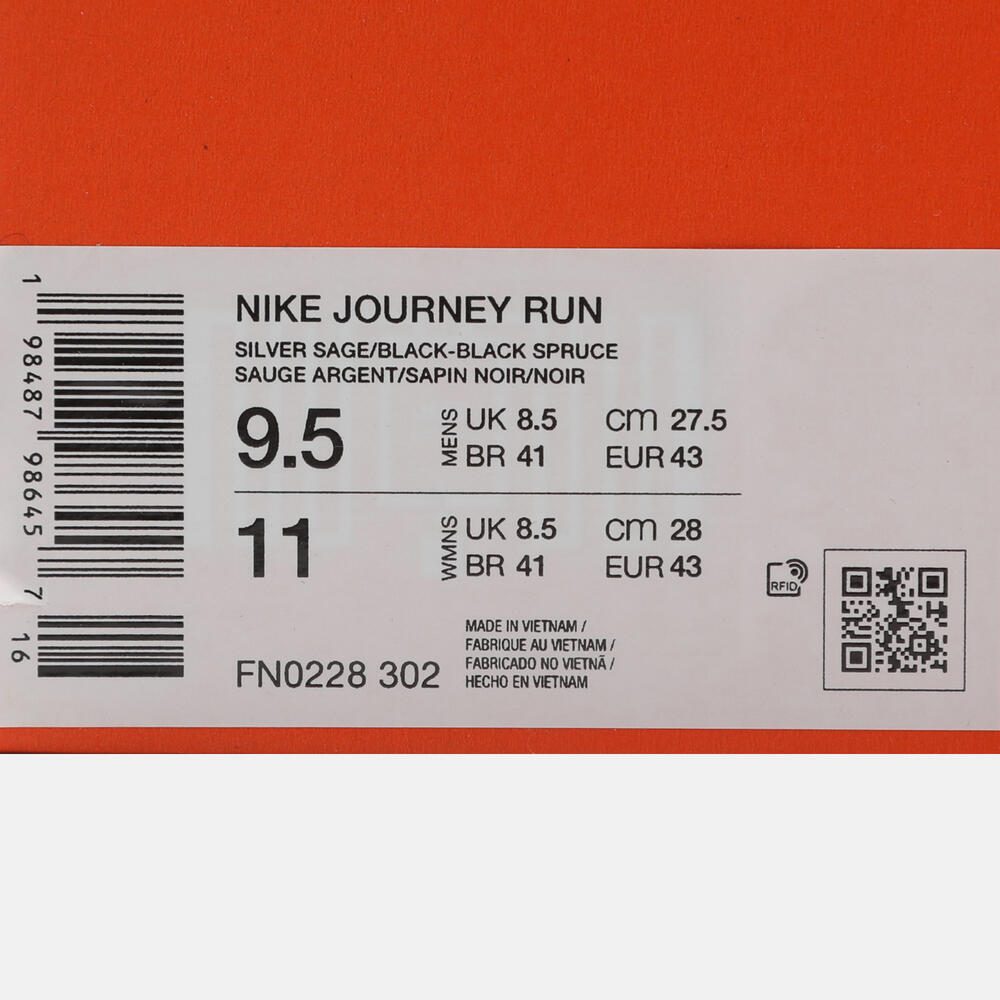 NIKE JOURNEY RUN
SILVER SAGE/BLACK-BLACK SPRUCE
SAUGE ARGENT/SAPIN NOIR/NOIR
9.5
MENS
UK 8.5 CM 27.5
BR 41 EUR 43
11
WMNS
UK 8.5 CM 28
BR 41 EUR 43
FN0228 302
MADE IN VIETNAM /
FABRIQUE AU VIETNAM /
FABRICADO NO VIETNÃ /
HECHO EN VIETNAM
RFID
1 98487 98645 7
16